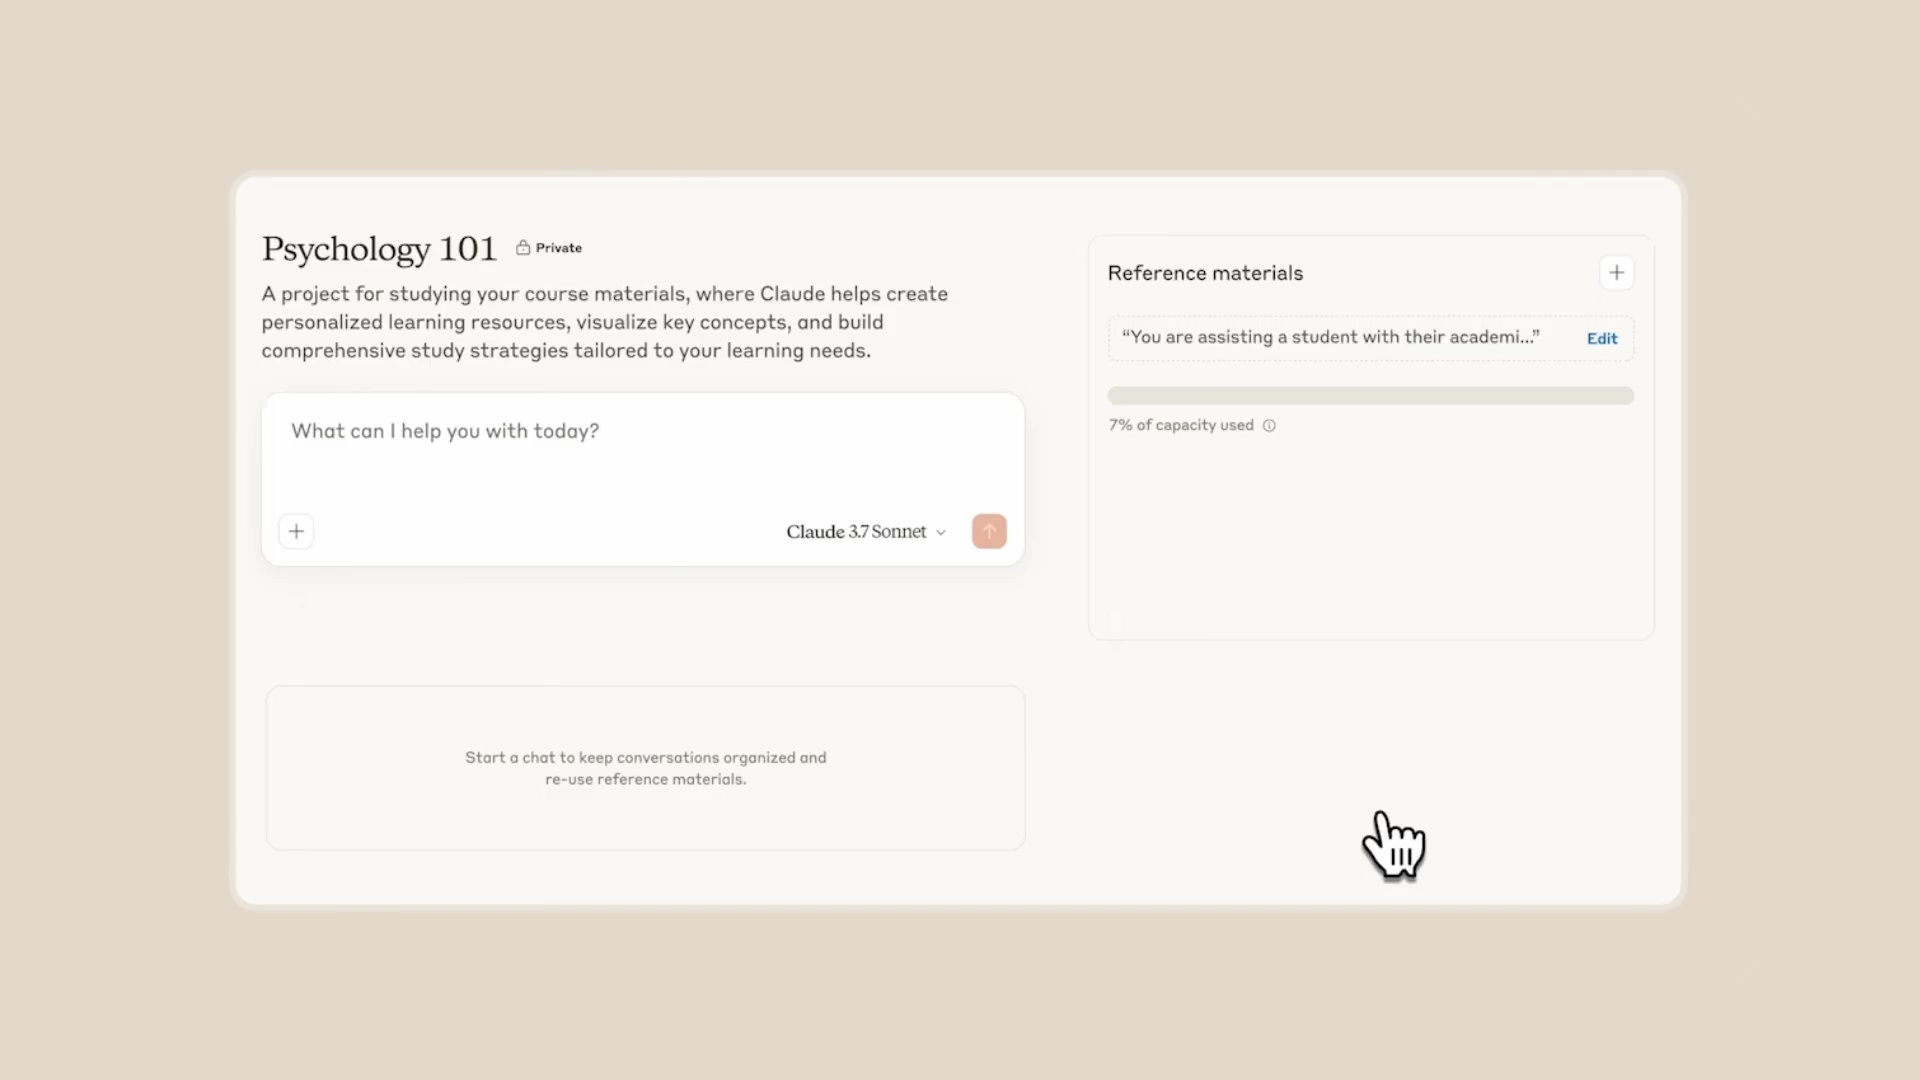 Psychology 101 Private
A project for studying your course materials, where Claude helps create
personalized learning resources, visualize key concepts, and build
comprehensive study strategies tailored to your learning needs.
What can I help you with today?
Claude 3.7 Sonnet
Start a chat to keep conversations organized and
re-use reference materials.
Reference materials
“You are assisting a student with their academi...” Edit
7% of capacity used